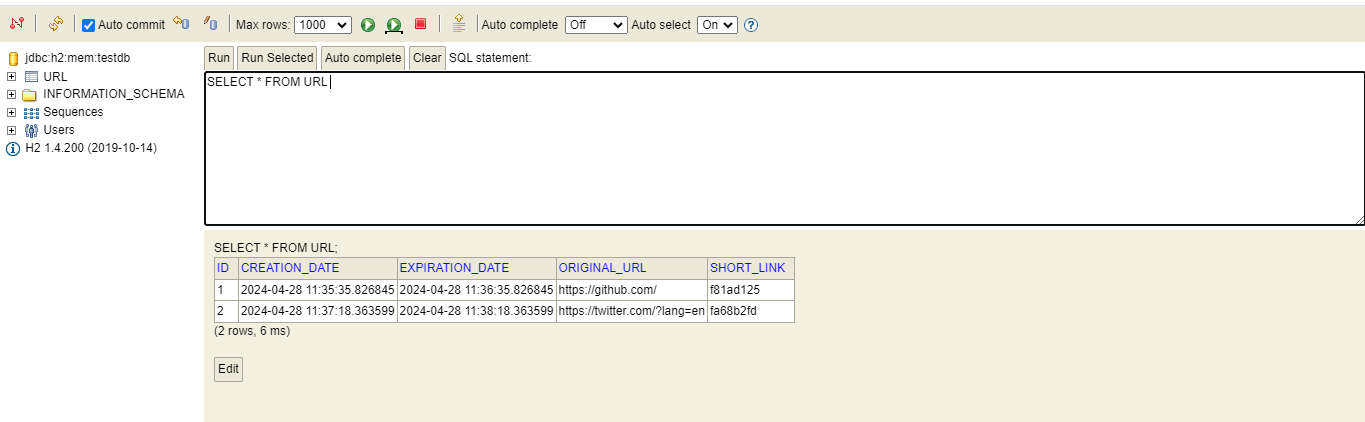 Auto commit Max rows: 1000 Auto complete Off Auto select On
jdbc:h2:mem:testdb
URL
INFORMATION_SCHEMA
Sequences
Users
H2 1.4.200 (2019-10-14)
Run Run Selected Auto complete Clear SQL statement:
SELECT * FROM URL
SELECT * FROM URL;
ID CREATION_DATE EXPIRATION_DATE ORIGINAL_URL SHORT_LINK
1 2024-04-28 11:35:35.826845 2024-04-28 11:36:35.826845 https://github.com/ f81ad125
2 2024-04-28 11:37:18.363599 2024-04-28 11:38:18.363599 https://twitter.com/?lang=en fa68b2fd
(2 rows, 6 ms)
Edit